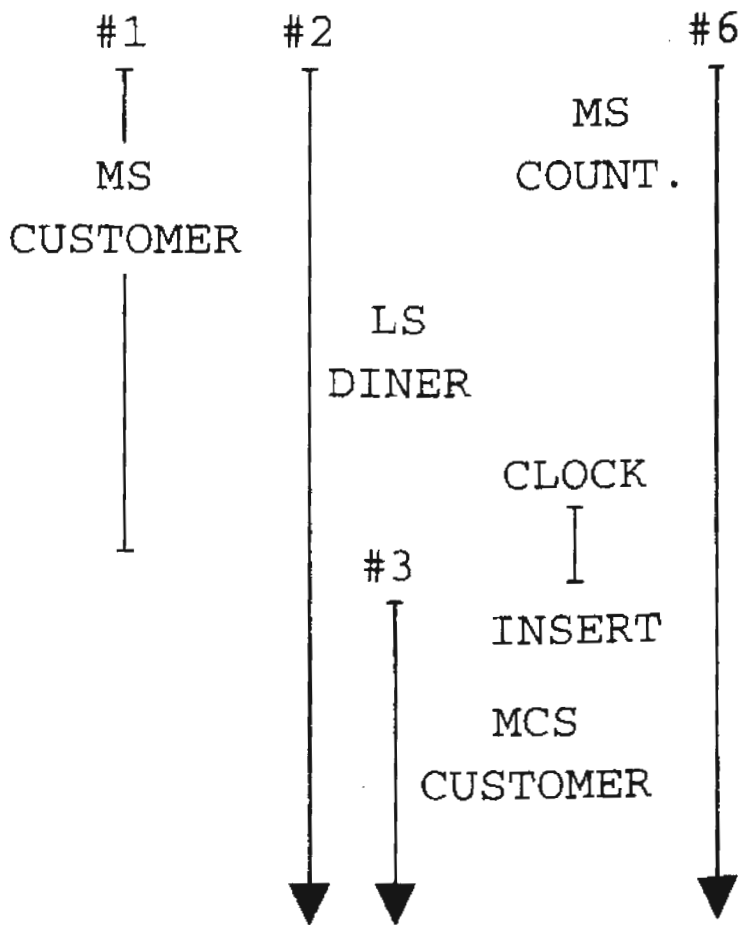 #1 #2 #6
MS
CUSTOMER
MS
COUNT.
LS
DINER
CLOCK
#3
INSERT
MCS
CUSTOMER